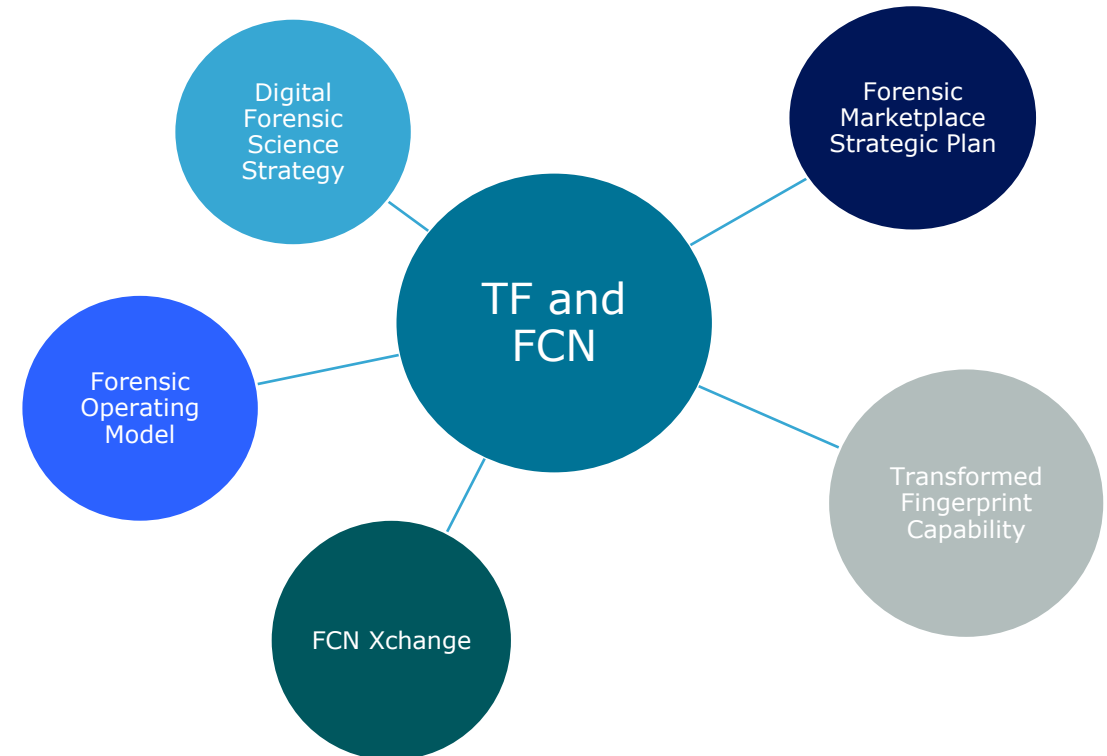 Digital
Forensic
Science
Strategy
Forensic
Marketplace
Strategic Plan
TF and
FCN
Forensic
Operating
Model
Transformed
Fingerprint
Capability
FCN Xchange